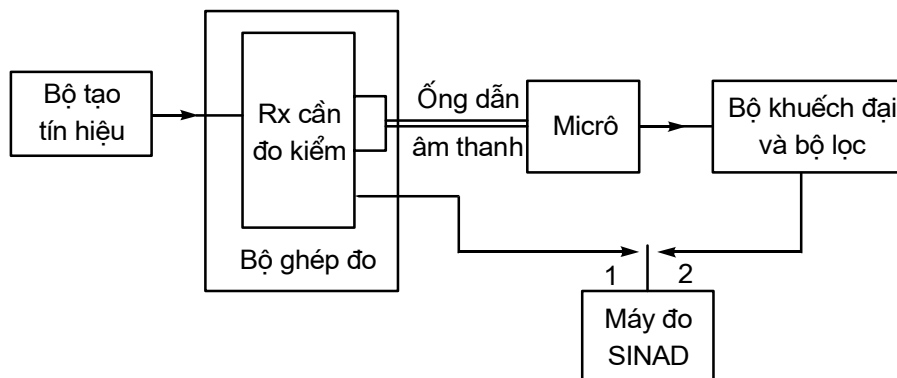 Bộ tạo
tín hiệu
Rx cần
đo kiểm
Bộ ghép đo
Ống dẫn
âm thanh
Micrô
Bộ khuếch đại
và bộ lọc
1
2
Máy đo
SINAD